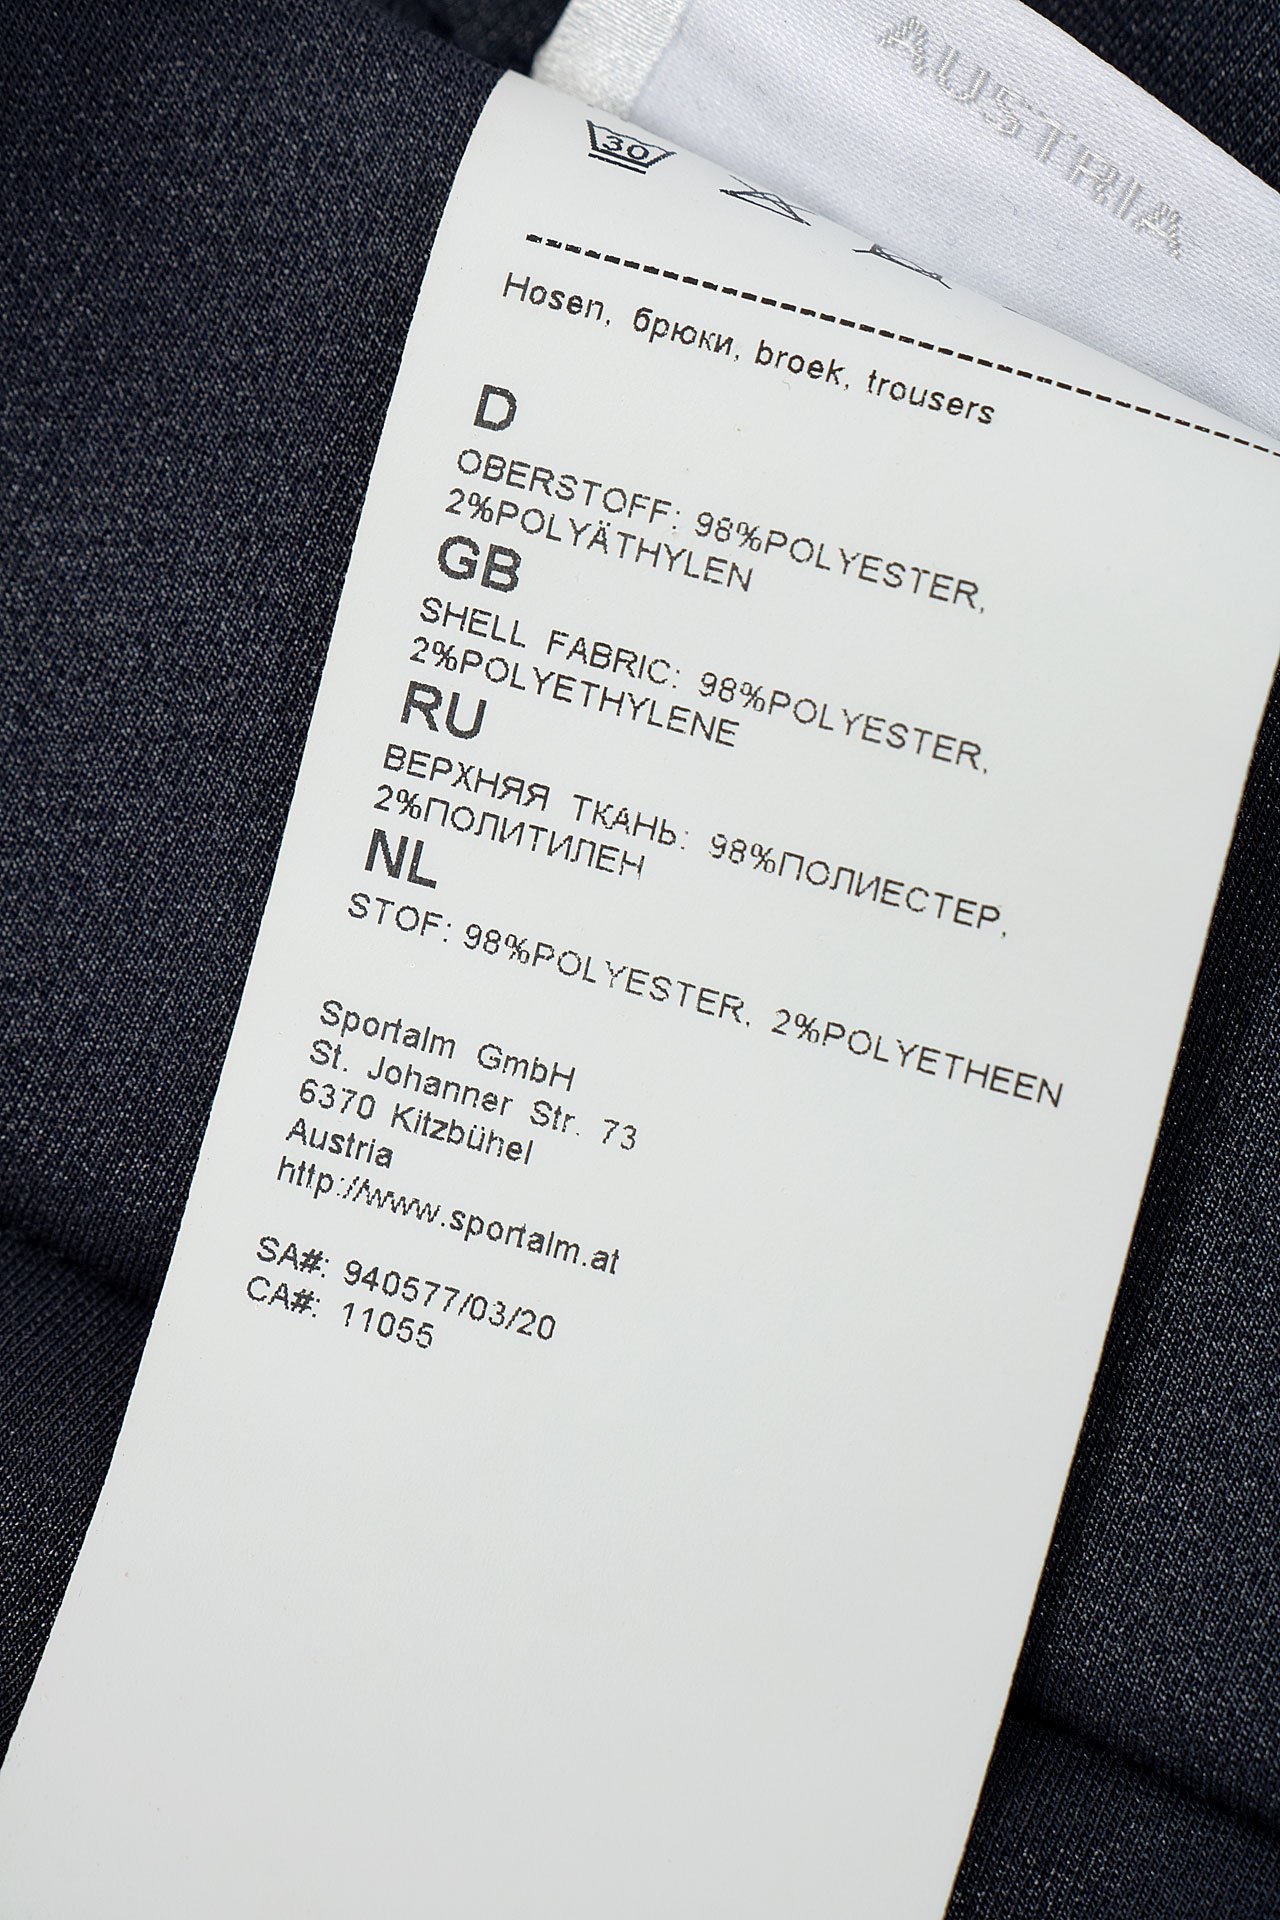 AUSTRIA
30
Hosen, брюки, broek, trousers
D
OBERSTOFF: 98%POLYESTER,
2%POLYÄTHYLEN
GB
SHELL FABRIC: 98%POLYESTER,
2%POLYETHYLENE
RU
ВЕРХНЯЯ ТКАНЬ: 98%ПОЛИЕСТЕР,
2%ПОЛИТИЛЕН
NL
STOF: 98%POLYESTER, 2%POLYETHEEN
Sportalm GmbH
St. Johanner Str. 73
6370 Kitzbühel
Austria
http://www.sportalm.at
SA#: 940577/03/20
CA#: 11055